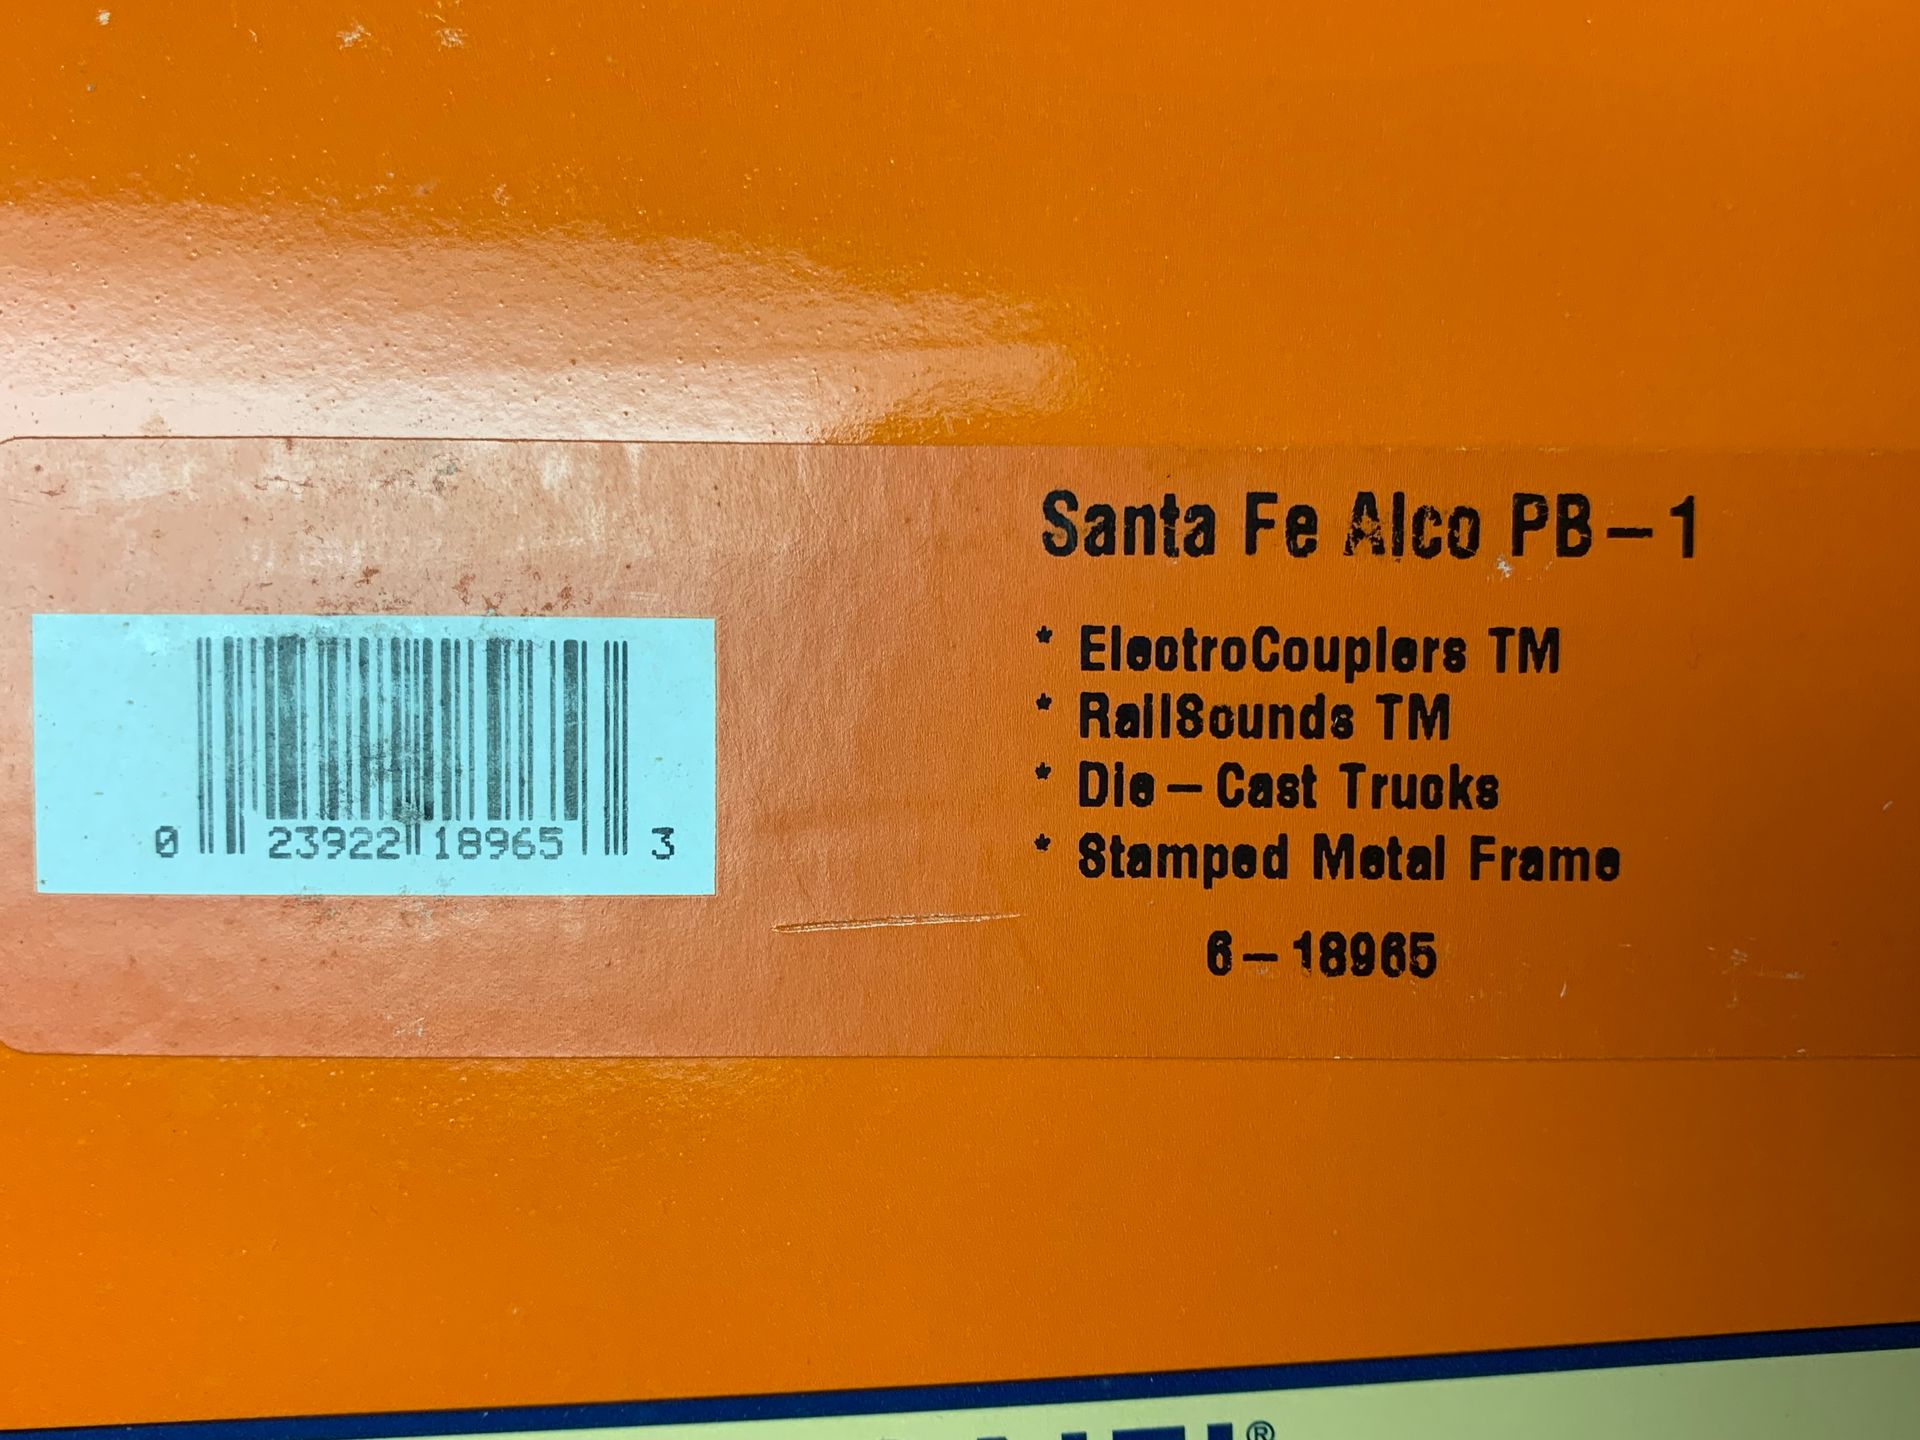 Santa Fe Alco PB-1
* ElectroCouplers TM
* RailSounds TM
* Die-Cast Trucks
* Stamped Metal Frame
6-18965
0 23922 18965 3
®